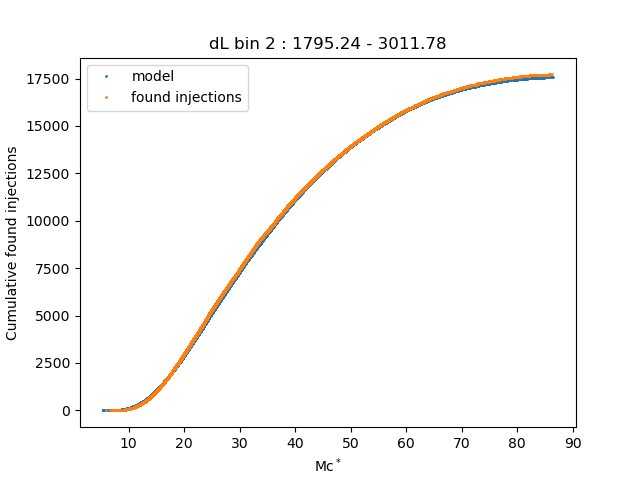 dL bin 2 : 1795.24 - 3011.78
model
found injections
17500
15000
12500
10000
7500
5000
2500
0
Cumulative found injections
10 20 30 40 50 60 70 80 90
Mc*